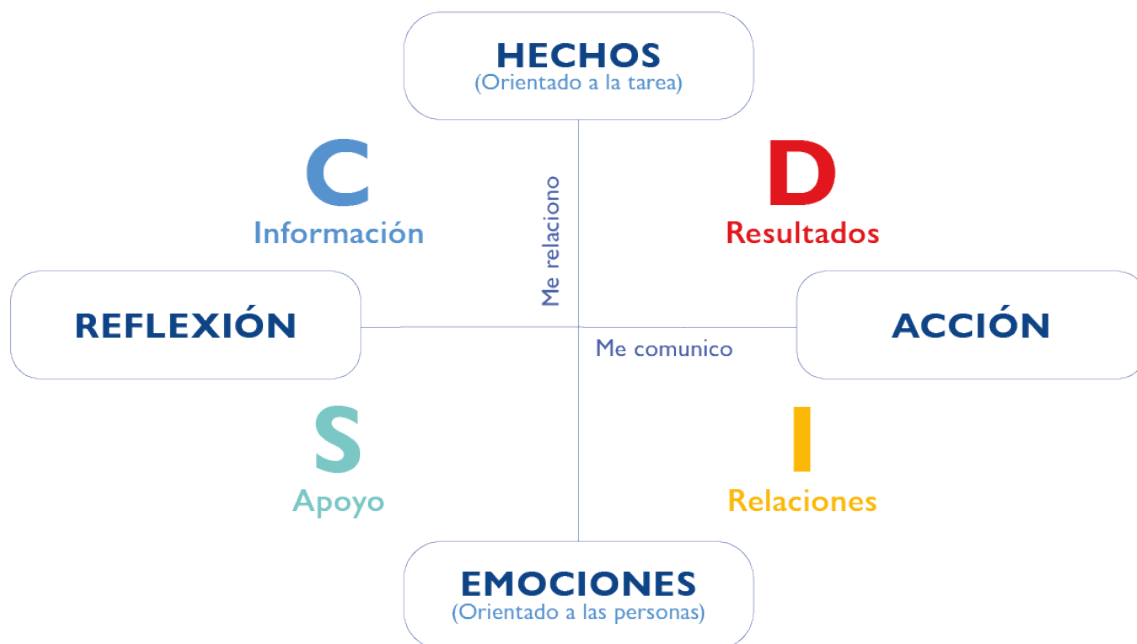 HECHOS
(Orientado a la tarea)
C
Información
D
Resultados
Me relaciono
REFLEXIÓN
ACCIÓN
Me comunico
S
Apoyo
I
Relaciones
EMOCIONES
(Orientado a las personas)